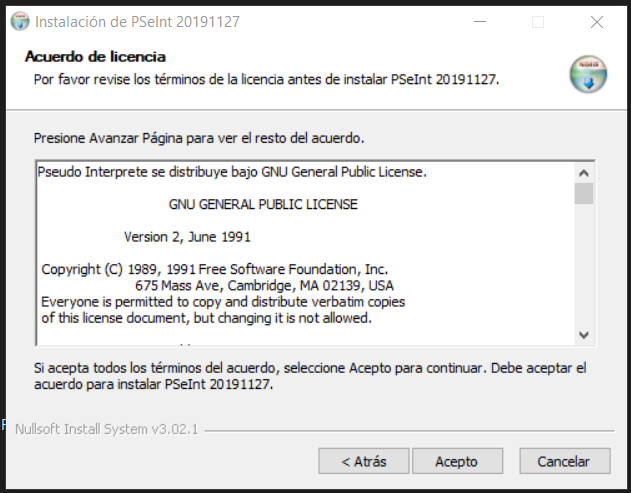 Instalación de PSeInt 20191127
Acuerdo de licencia
Por favor revise los términos de la licencia antes de instalar PSeInt 20191127.
Presione Avanzar Página para ver el resto del acuerdo.
Pseudo Interprete se distribuye bajo GNU General Public License.
GNU GENERAL PUBLIC LICENSE
Version 2, June 1991
Copyright (C) 1989, 1991 Free Software Foundation, Inc.
675 Mass Ave, Cambridge, MA 02139, USA
Everyone is permitted to copy and distribute verbatim copies
of this license document, but changing it is not allowed.
Si acepta todos los términos del acuerdo, seleccione Acepto para continuar. Debe aceptar el
acuerdo para instalar PSeInt 20191127.
Nullsoft Install System v3.02.1
< Atrás
Acepto
Cancelar